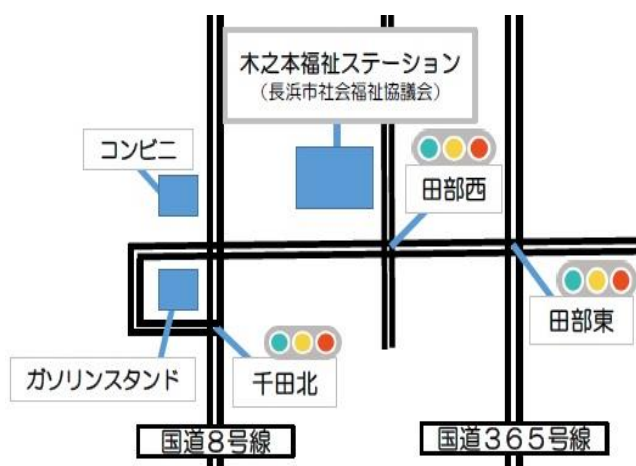 木之本福祉ステーション
（長浜市社会福祉協議会）
コンビニ
田部西
田部東
ガソリンスタンド
千田北
国道８号線
国道３６５号線